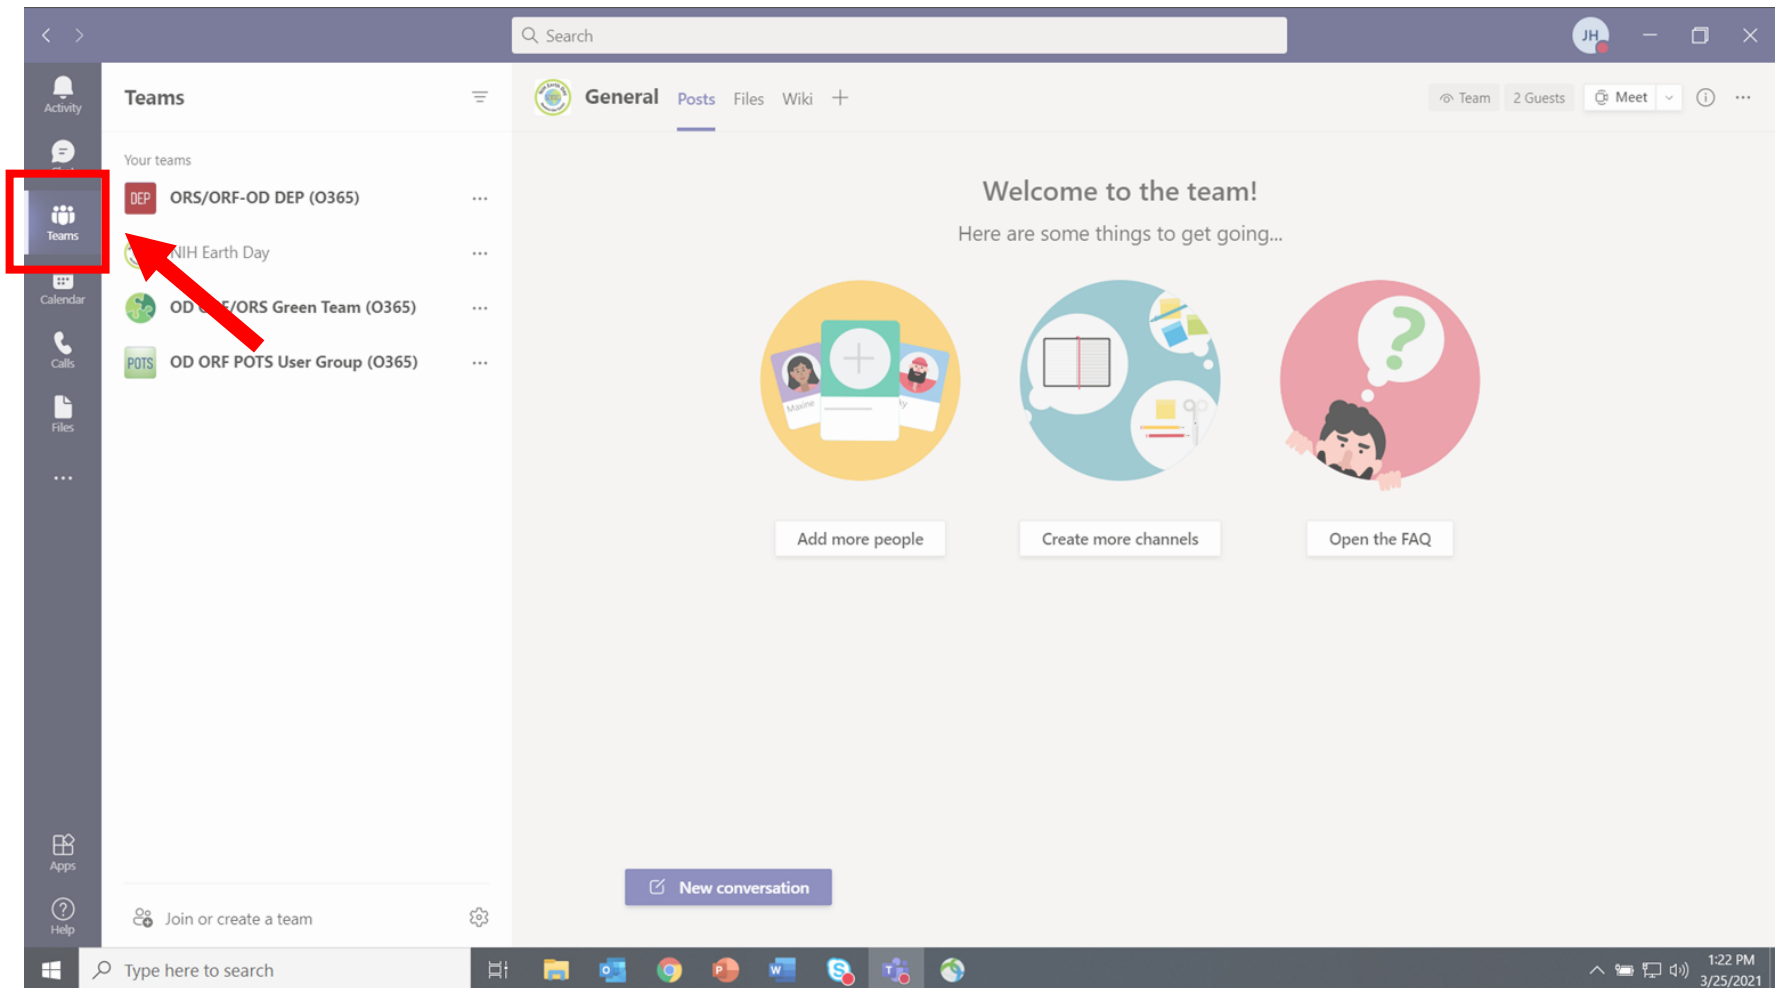 Search
JH
Activity
Teams
Calendar
Calls
Files
Apps
Help
Teams
Your teams
DEP ORS/ORF-OD DEP (O365)
NIH Earth Day
OD /ORS Green Team (O365)
POTS OD ORF POTS User Group (O365)
Join or create a team
General Posts Files Wiki
Team 2 Guests Meet
Welcome to the team!
Here are some things to get going...
Maxine
Add more people
Create more channels
Open the FAQ
New conversation
Type here to search
1:22 PM
3/25/2021